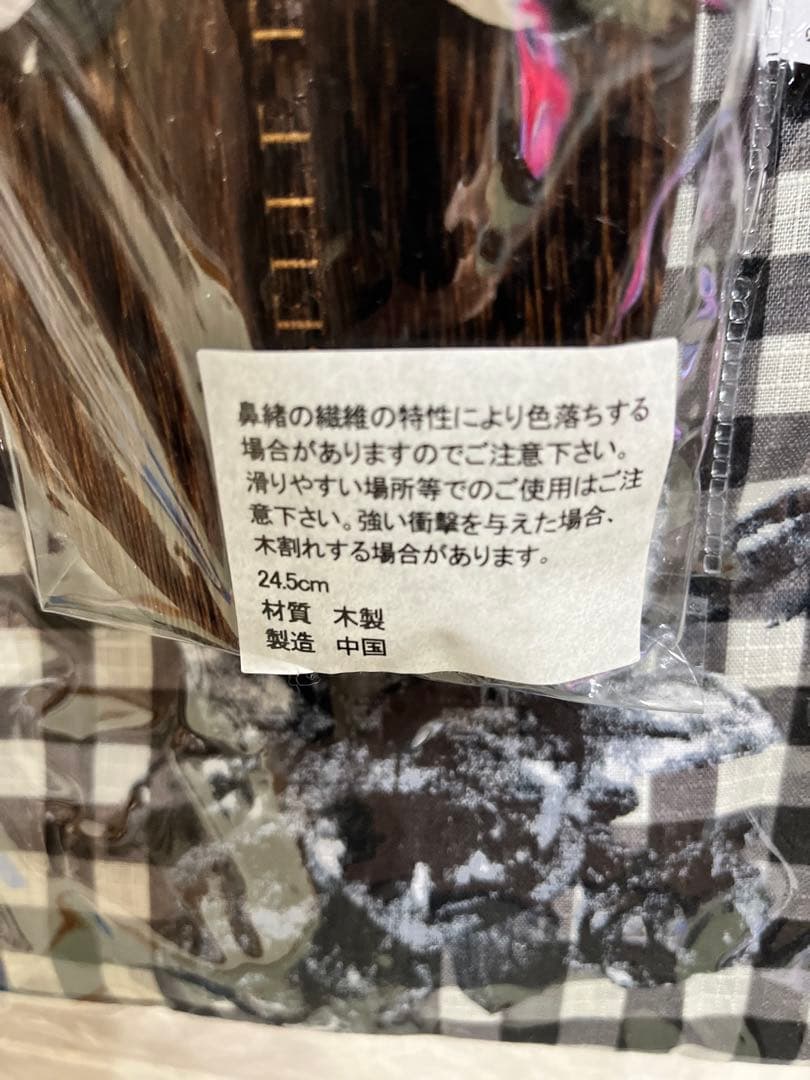 鼻緒の繊維の特性により色落ちする
場合がありますのでご注意下さい。
滑りやすい場所等でのご使用はご注
意下さい。強い衝撃を与えた場合、
木割れする場合があります。
24.5cm
材質 木製
製造 中国